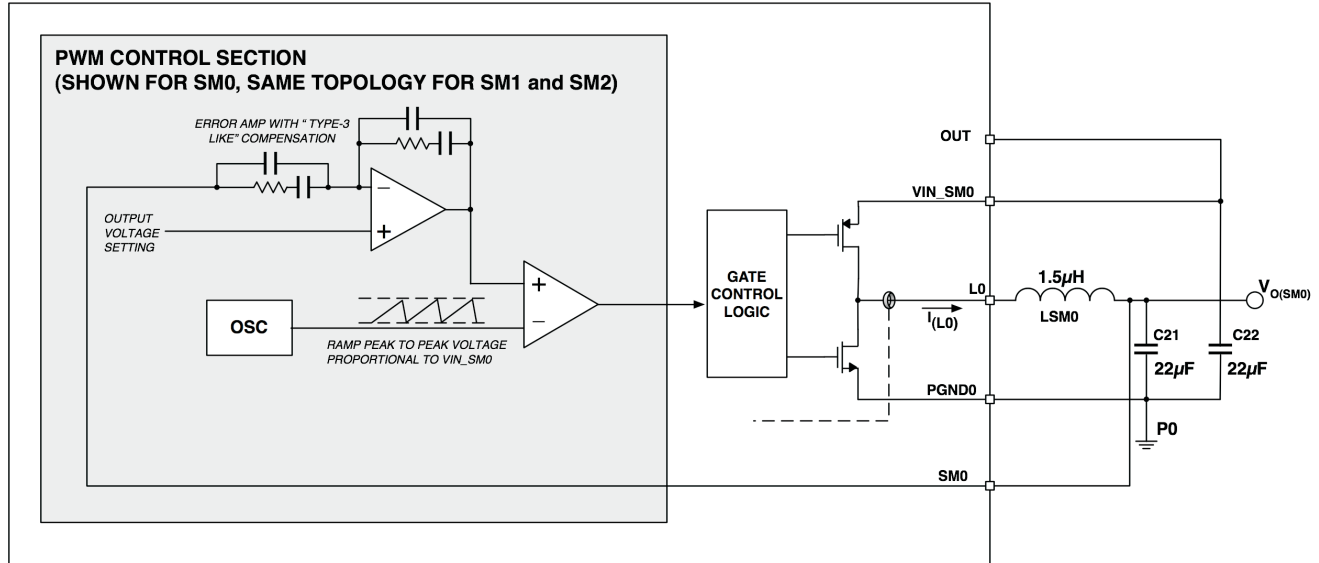 PWM CONTROL SECTION
(SHOWN FOR SM0, SAME TOPOLOGY FOR SM1 and SM2)
ERROR AMP WITH " TYPE-3
LIKE" COMPENSATION
OUTPUT
VOLTAGE
SETTING
−
+
OSC
RAMP PEAK TO PEAK VOLTAGE
PROPORTIONAL TO VIN_SM0
+
−
GATE
CONTROL
LOGIC
OUT
VIN_SM0
L0
I(L0)
PGND0
SM0
1.5µH
LSM0
VO(SM0)
C21
22µF
C22
22µF
P0